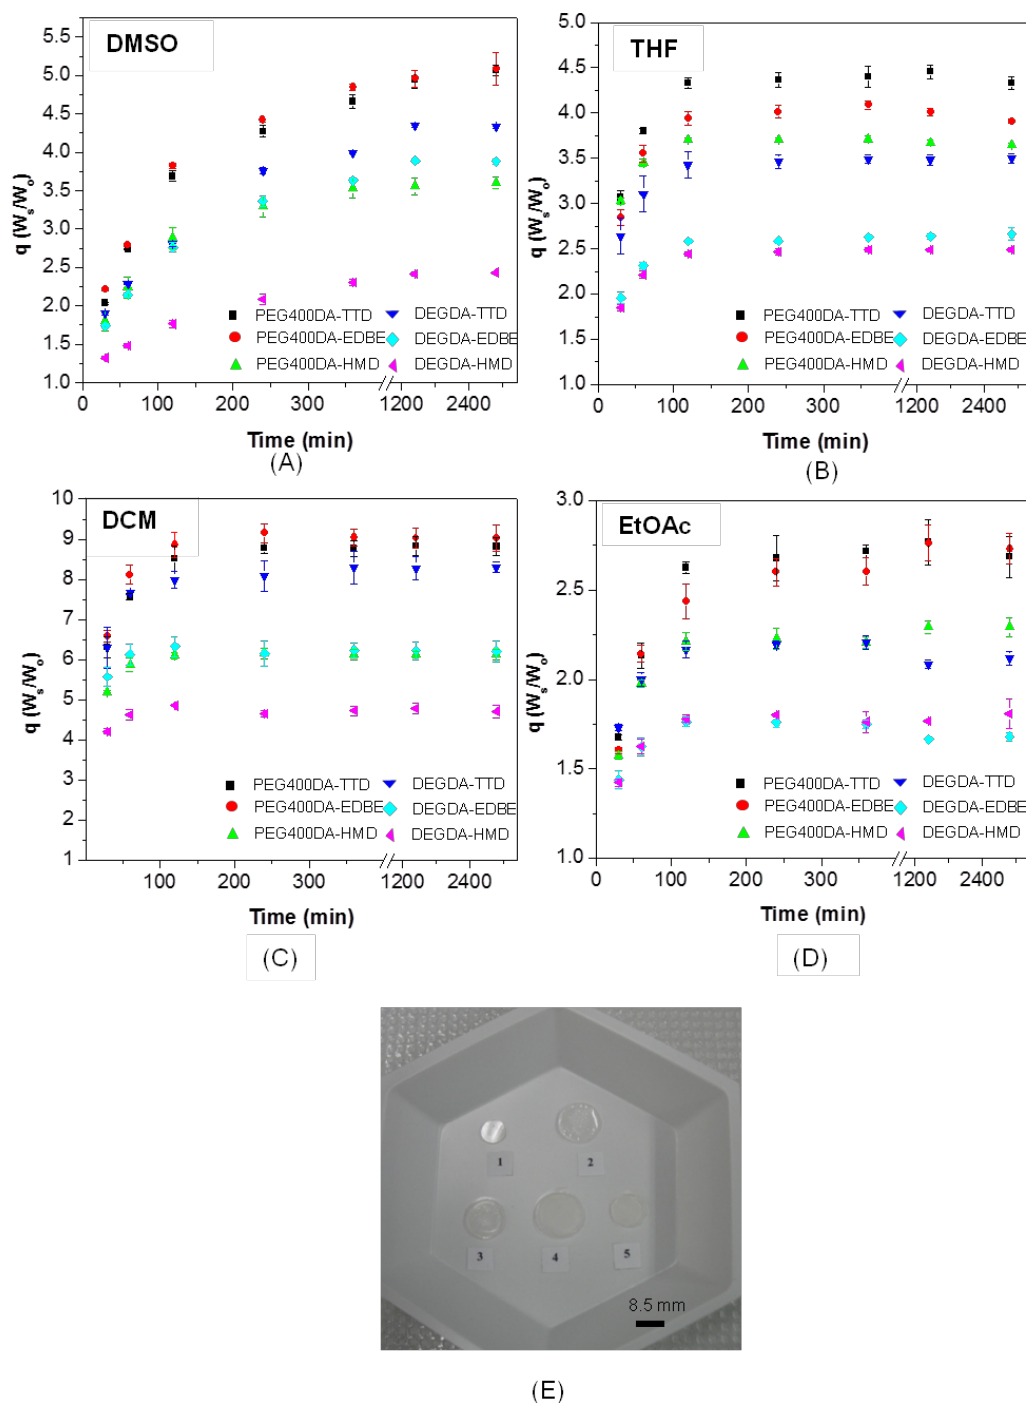 DMSO
q (Ws/Wo)
5.5
5.0
4.5
4.0
3.5
3.0
2.5
2.0
1.5
1.0
PEG400DA-TTD
PEG400DA-EDBE
PEG400DA-HMD
DEGDA-TTD
DEGDA-EDBE
DEGDA-HMD
0 100 200 300 1200 2400
Time (min)
(A)
THF
q (Ws/Wo)
5.0
4.5
4.0
3.5
3.0
2.5
2.0
1.5
1.0
PEG400DA-TTD
PEG400DA-EDBE
PEG400DA-HMD
DEGDA-TTD
DEGDA-EDBE
DEGDA-HMD
0 100 200 300 1200 2400
Time (min)
(B)
DCM
q (Ws/Wo)
10
9
8
7
6
5
4
3
2
1
PEG400DA-TTD
PEG400DA-EDBE
PEG400DA-HMD
DEGDA-TTD
DEGDA-EDBE
DEGDA-HMD
100 200 300 1200 2400
Time (min)
(C)
EtOAc
q (Ws/Wo)
3.0
2.5
2.0
1.5
1.0
PEG400DA-TTD
PEG400DA-EDBE
PEG400DA-HMD
DEGDA-TTD
DEGDA-EDBE
DEGDA-HMD
0 100 200 300 1200 2400
Time (min)
(D)
1 2
3 4 5
8.5 mm
(E)